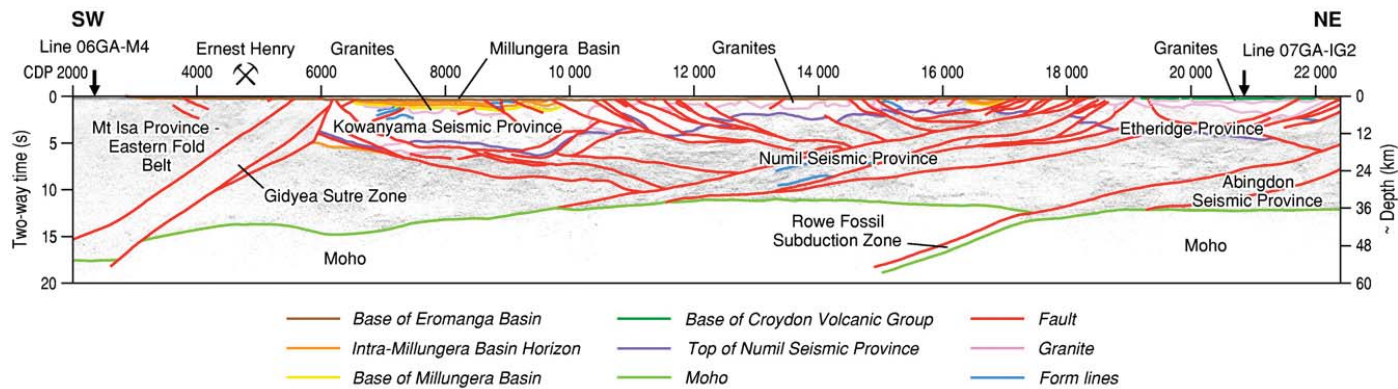 SW
NE
Line 06GA-M4
Ernest Henry
Granites
Millungera Basin
Granites
Granites
Line 07GA-IG2
CDP 2000
4000
6000
8000
10 000
12 000
14 000
16 000
18 000
20 000
22 000
0
5
10
15
20
Two-way time (s)
0
12
24
36
48
60
~ Depth (km)
Mt Isa Province -
Eastern Fold
Belt
Kowanyama Seismic Province
Gidyea Sutre Zone
Numil Seismic Province
Etheridge Province
Abingdon
Seismic Province
Rowe Fossil
Subduction Zone
Moho
Moho
Base of Eromanga Basin
Base of Croydon Volcanic Group
Fault
Intra-Millungera Basin Horizon
Top of Numil Seismic Province
Granite
Base of Millungera Basin
Moho
Form lines